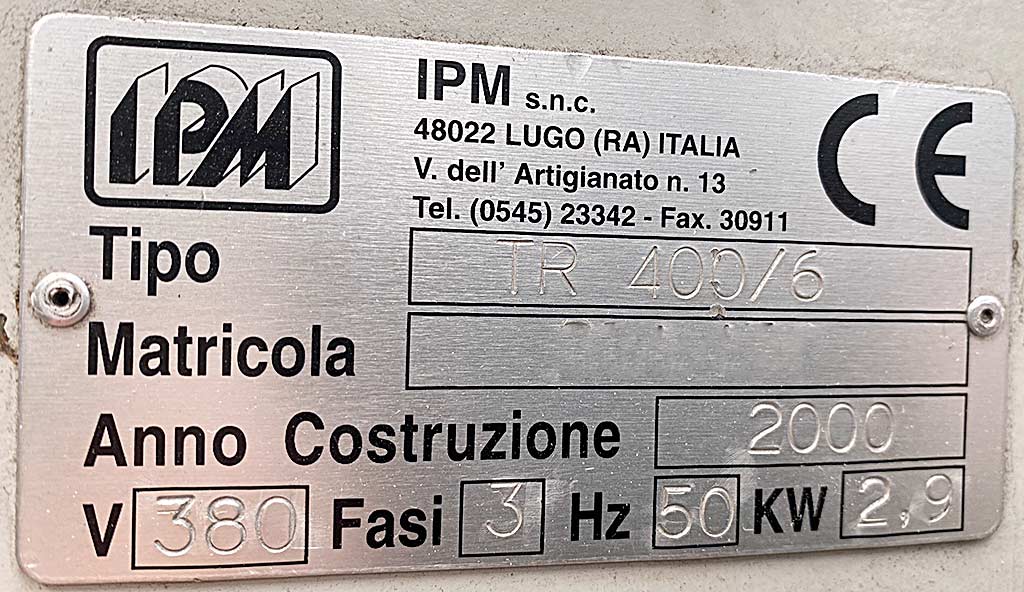 IPM
IPM s.n.c.
48022 LUGO (RA) ITALIA
V. dell' Artigianato n. 13
Tel. (0545) 23342 - Fax. 30911
CE
Tipo TR 400/6
Matricola
Anno Costruzione 2000
V 380 Fasi 3 Hz 50 KW 2,9